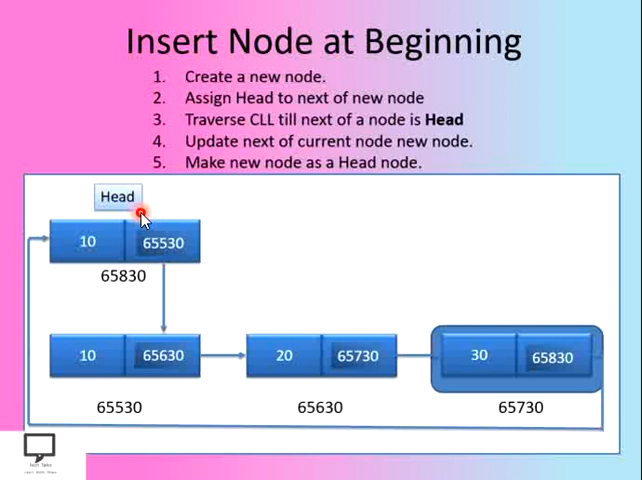 Insert Node at Beginning
1. Create a new node.
2. Assign Head to next of new node
3. Traverse CLL till next of a node is Head
4. Update next of current node new node.
5. Make new node as a Head node.
Head
10 65530
65830
10 65630 20 65730 30 65830
65530 65630 65730
Tech Talks